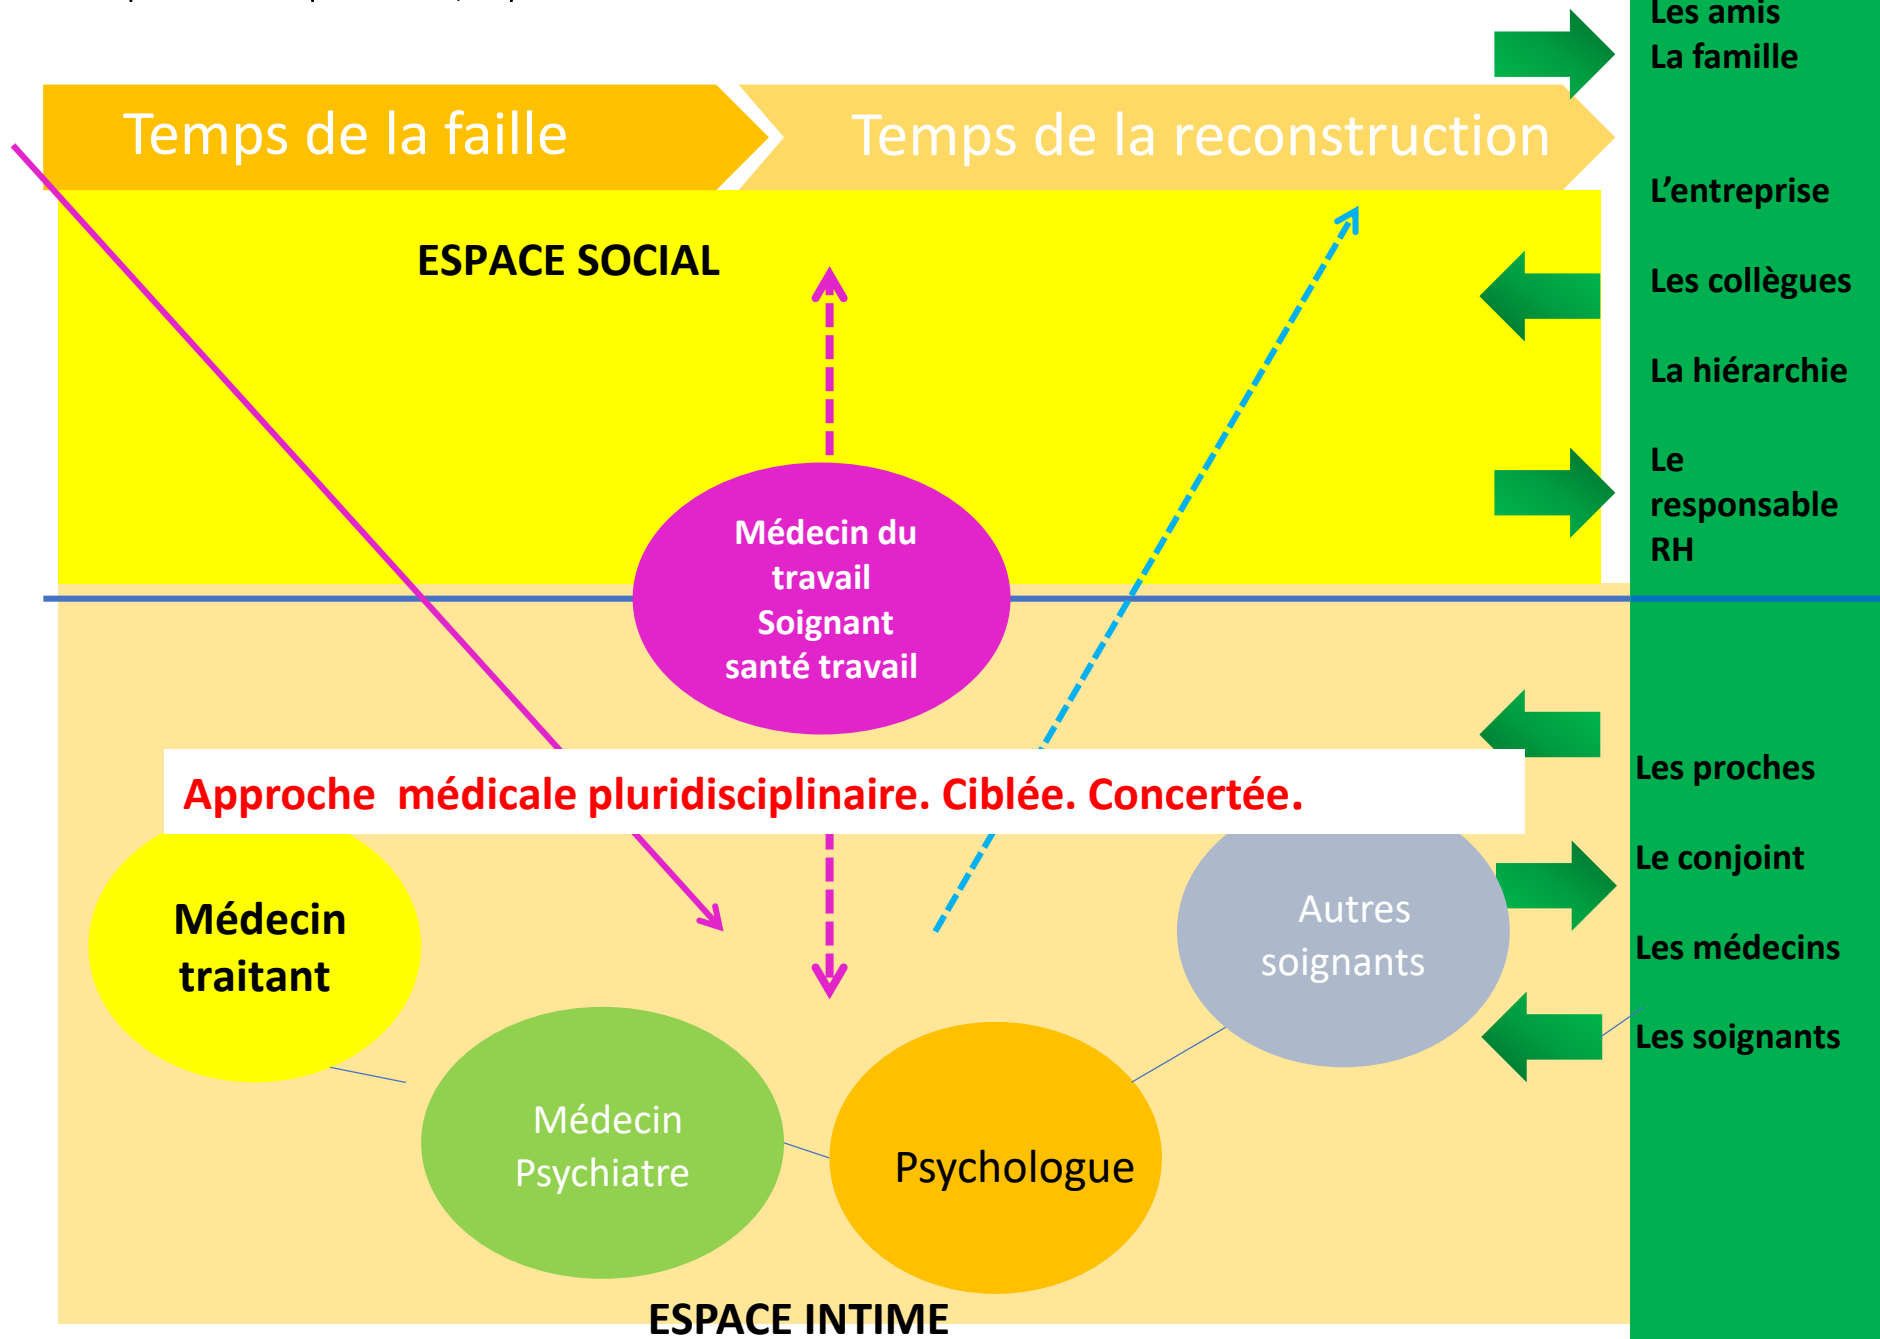 Les amis
La famille
Temps de la faille
Temps de la reconstruction
L’entreprise
ESPACE SOCIAL
Les collègues
La hiérarchie
Le
responsable
RH
Médecin du
travail
Soignant
santé travail
Approche médicale pluridisciplinaire. Ciblée. Concertée.
Les proches
Le conjoint
Les médecins
Les soignants
Médecin
traitant
Autres
soignants
Médecin
Psychiatre
Psychologue
ESPACE INTIME